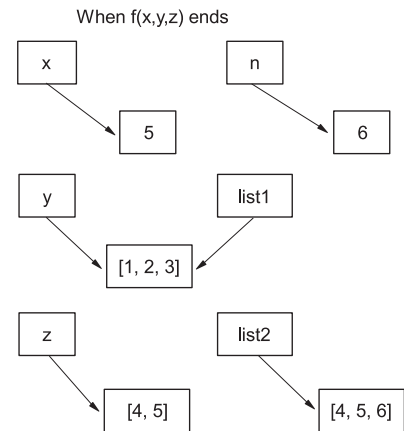 When f(x,y,z) ends
x
n
5
6
y
list1
[1, 2, 3]
z
list2
[4, 5]
[4, 5, 6]